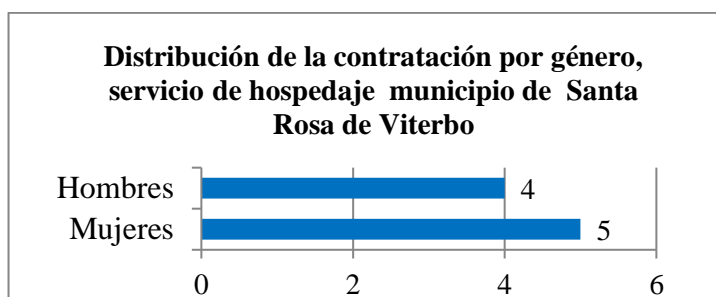 Distribución de la contratación por género,
servicio de hospedaje municipio de Santa
Rosa de Viterbo
Hombres 4
Mujeres 5
0 2 4 6